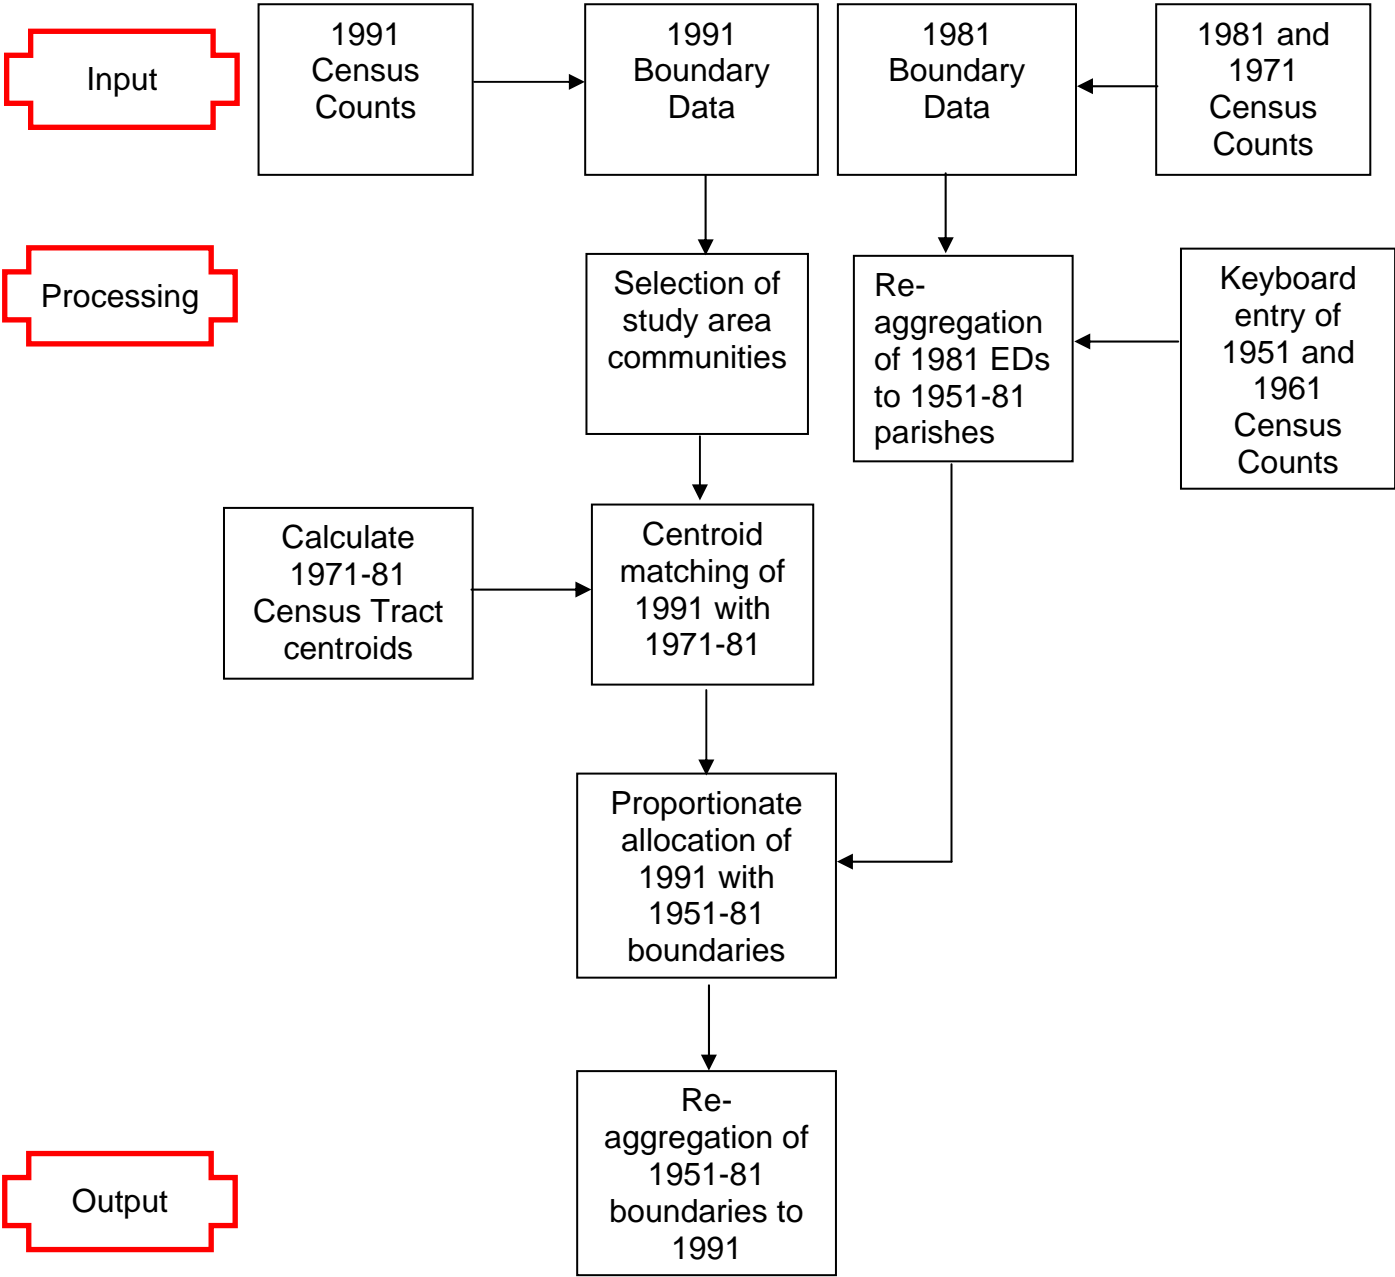 Input
1991
Census
Counts
1991
Boundary
Data
1981
Boundary
Data
1981 and
1971
Census
Counts
Processing
Selection of
study area
communities
Re-
aggregation
of 1981 EDs
to 1951-81
parishes
Keyboard
entry of
1951 and
1961
Census
Counts
Calculate
1971-81
Census Tract
centroids
Centroid
matching of
1991 with
1971-81
Proportionate
allocation of
1991 with
1951-81
boundaries
Output
Re-
aggregation of
1951-81
boundaries to
1991